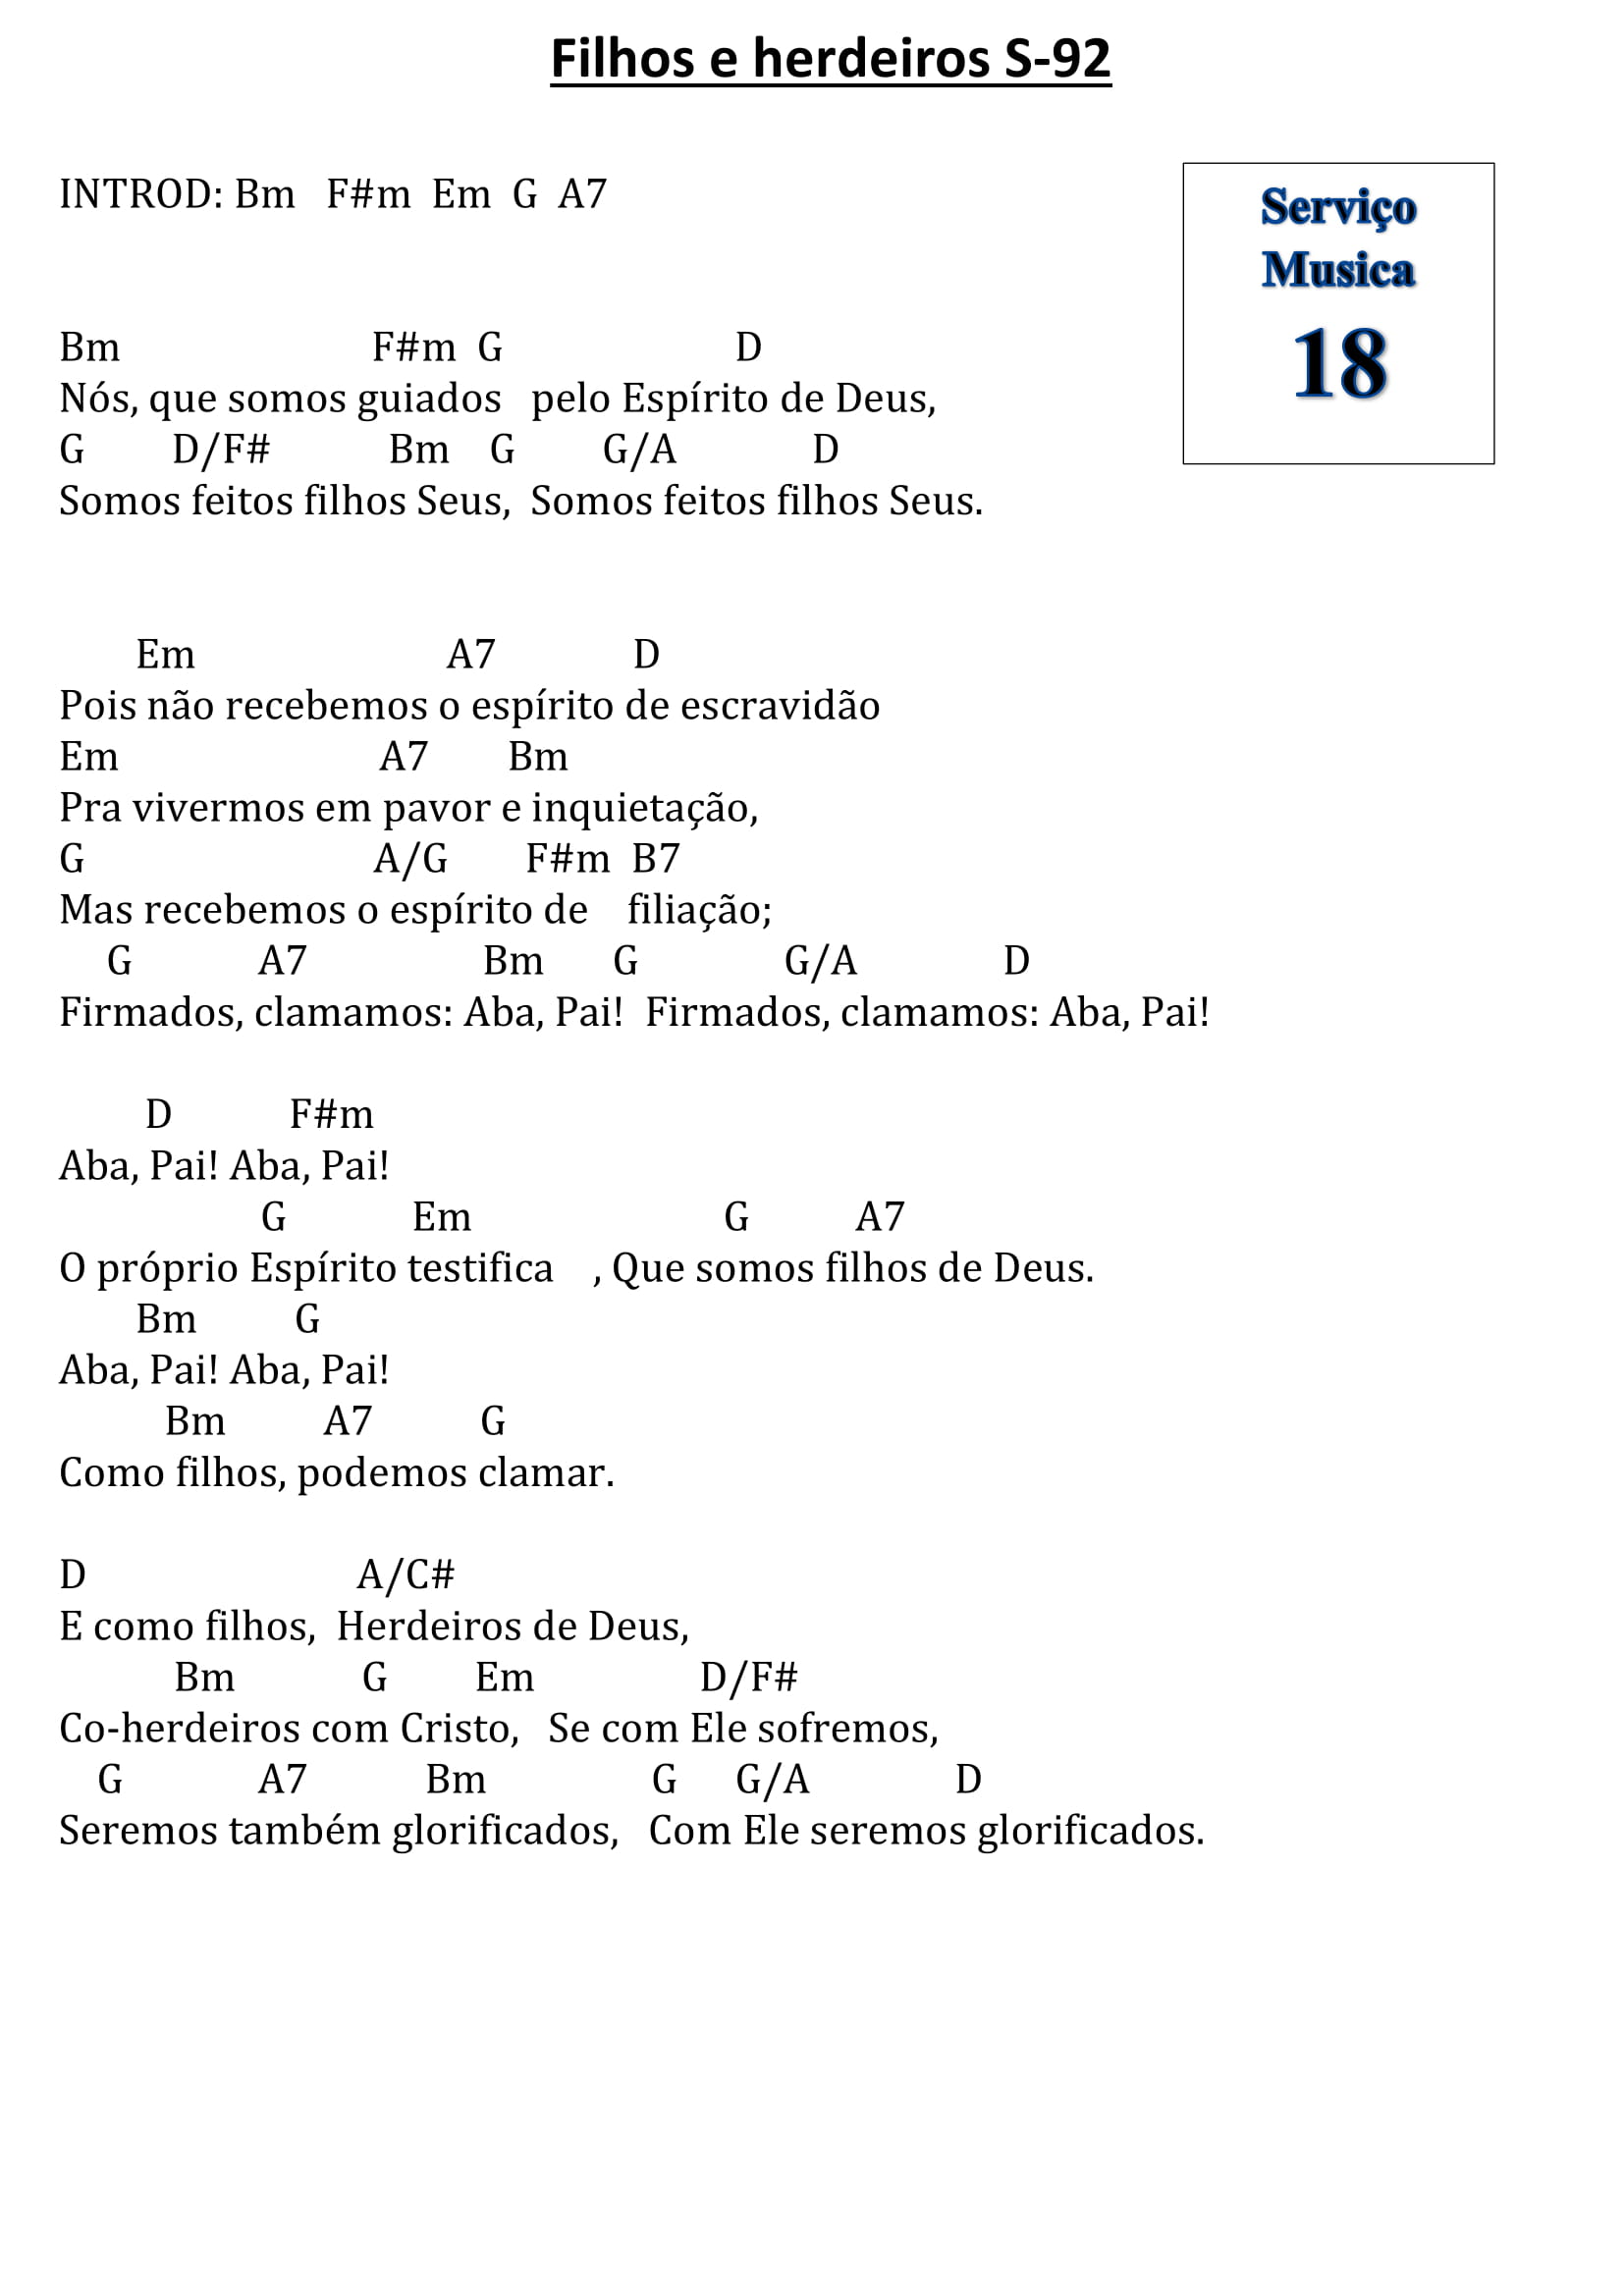 Filhos e herdeiros S-92
INTROD: Bm   F#m  Em  G  A7
Serviço
Musica
18
Bm                          F#m  G                        D
Nós, que somos guiados   pelo Espírito de Deus,
G         D/F#            Bm    G         G/A              D
Somos feitos filhos Seus,  Somos feitos filhos Seus.
        Em                          A7              D
Pois não recebemos o espírito de escravidão
Em                           A7        Bm
Pra vivermos em pavor e inquietação,
G                              A/G        F#m  B7
Mas recebemos o espírito de    filiação;
     G             A7                  Bm       G               G/A               D
Firmados, clamamos: Aba, Pai!  Firmados, clamamos: Aba, Pai!
         D            F#m
Aba, Pai! Aba, Pai!
                     G             Em                          G           A7
O próprio Espírito testifica    , Que somos filhos de Deus.
        Bm          G
Aba, Pai! Aba, Pai!
           Bm          A7           G
Como filhos, podemos clamar.
D                            A/C#
E como filhos,  Herdeiros de Deus,
            Bm             G         Em                 D/F#
Co-herdeiros com Cristo,   Se com Ele sofremos,
    G              A7            Bm                 G      G/A               D
Seremos também glorificados,   Com Ele seremos glorificados.